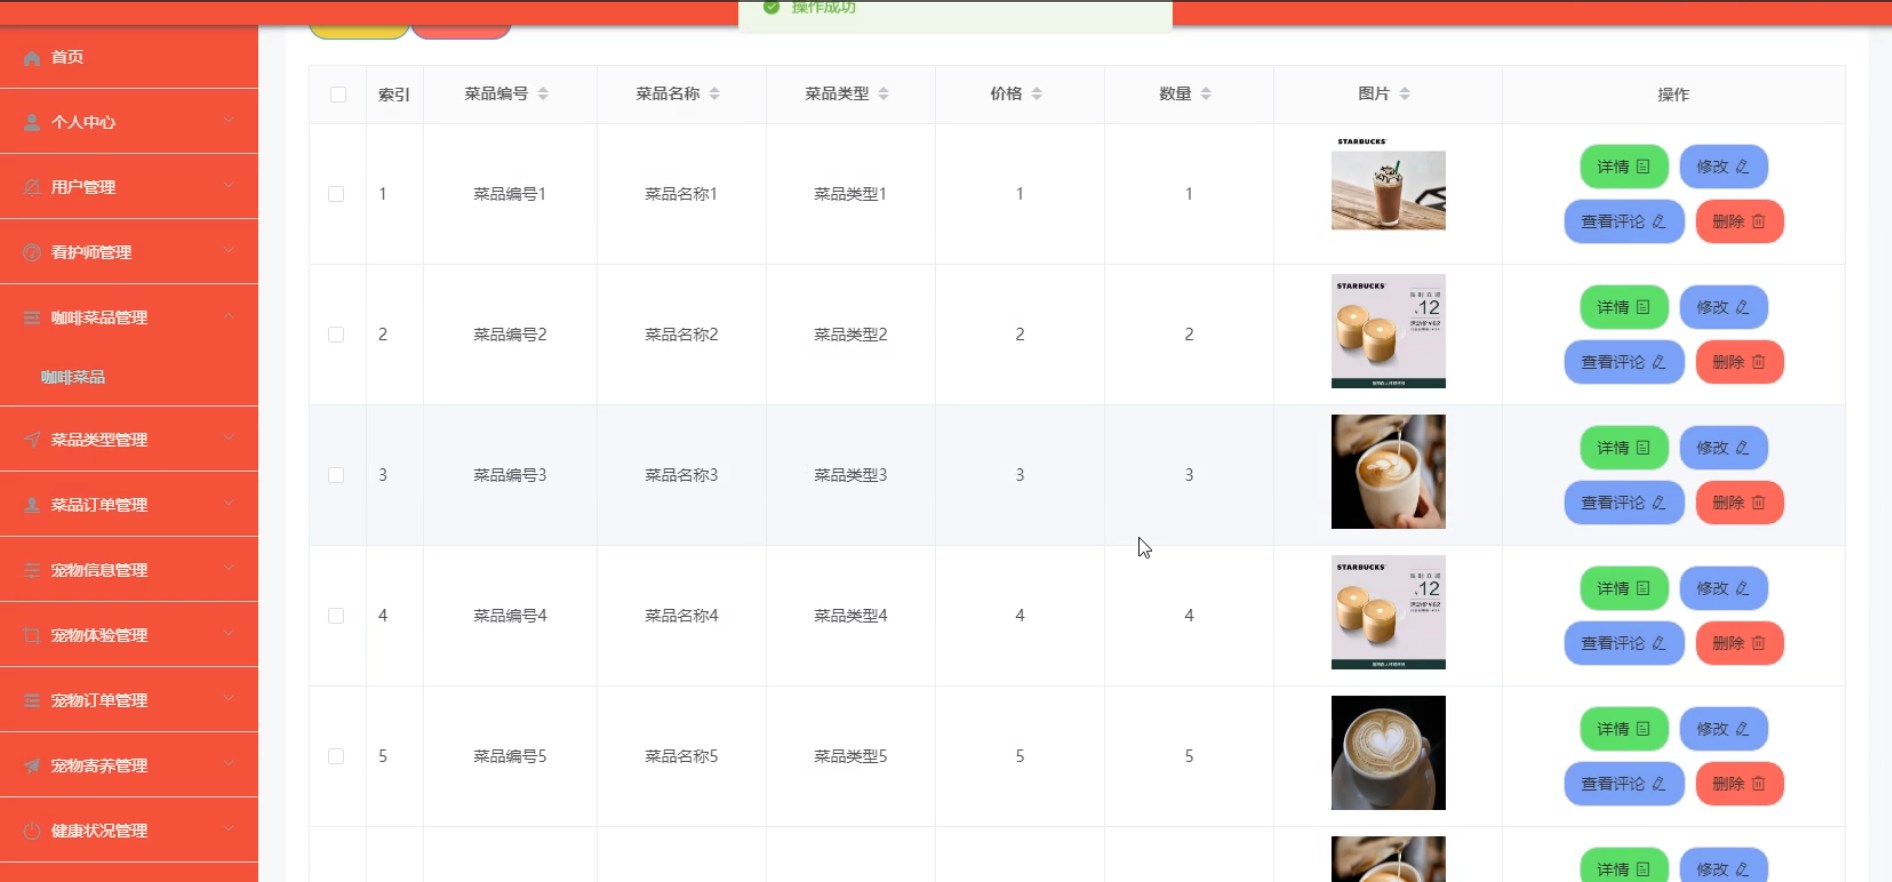 操作成功
首页
个人中心
用户管理
看护师管理
咖啡菜品管理
咖啡菜品
菜品类型管理
菜品订单管理
宠物信息管理
宠物体验管理
宠物订单管理
宠物寄养管理
健康状况管理
索引 菜品编号 菜品名称 菜品类型 价格 数量 图片 操作
STARBUCKS
1 菜品编号1 菜品名称1 菜品类型1 1 1 详情 修改
查看评论 删除
STARBUCKS
12
2 菜品编号2 菜品名称2 菜品类型2 2 2 详情 修改
查看评论 删除
3 菜品编号3 菜品名称3 菜品类型3 3 3 详情 修改
查看评论 删除
STARBUCKS
12
4 菜品编号4 菜品名称4 菜品类型4 4 4 详情 修改
查看评论 删除
5 菜品编号5 菜品名称5 菜品类型5 5 5 详情 修改
查看评论 删除
详情 修改